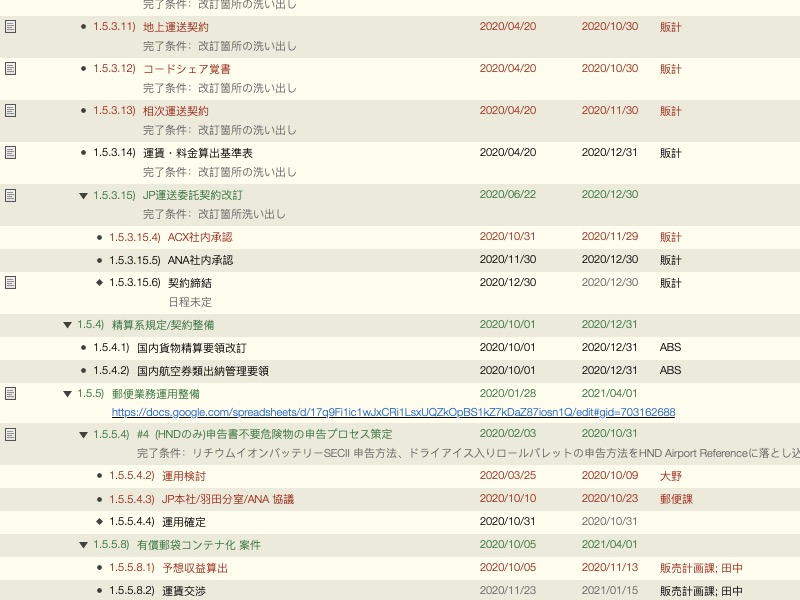 完了条件: 改訂箇所の洗い出し
1.5.3.11) 地上運送契約 2020/04/20 2020/10/30 販計
完了条件: 改訂箇所の洗い出し
1.5.3.12) コードシェア覚書 2020/04/20 2020/10/30 販計
完了条件: 改訂箇所の洗い出し
1.5.3.13) 相次運送契約 2020/04/20 2020/11/30 販計
完了条件: 改訂箇所の洗い出し
1.5.3.14) 運賃・料金算出基準表 2020/04/20 2020/12/31 販計
完了条件: 改訂箇所の洗い出し
1.5.3.15) JP運送委託契約改訂 2020/06/22 2020/12/30
完了条件: 改訂箇所洗い出し
1.5.3.15.4) ACX社内承認 2020/10/31 2020/11/29 販計
1.5.3.15.5) ANA社内承認 2020/11/30 2020/12/30 販計
1.5.3.15.6) 契約締結 2020/12/30 2020/12/30 販計
日程未定
1.5.4) 精算系規定/契約整備 2020/10/01 2020/12/31
1.5.4.1) 国内貨物精算要領改訂 2020/10/01 2020/12/31 ABS
1.5.4.2) 国内航空券類出納管理要領 2020/10/01 2020/12/31 ABS
1.5.5) 郵便業務運用整備 2020/01/28 2021/04/01
https://docs.google.com/spreadsheets/d/17q9Fi1ic1wJxCRi1LsxUQZkOpBS1kZ7kDaZ87iosn1Q/edit#gid=703162688
1.5.5.4) #4 (HNDのみ)申告書不要危険物の申告プロセス策定 2020/02/03 2020/10/31
完了条件: リチウムイオンバッテリーSECII 申告方法、ドライアイス入りロールパレットの申告方法をHND Airport Referenceに落とし込
1.5.5.4.2) 運用検討 2020/03/25 2020/10/09 大野
1.5.5.4.3) JP本社/羽田分室/ANA 協議 2020/10/10 2020/10/23 郵便課
1.5.5.4.4) 運用確定 2020/10/31 2020/10/31
1.5.5.8) 有償郵袋コンテナ化 案件 2020/10/05 2021/04/01
1.5.5.8.1) 予想収益算出 2020/10/05 2020/11/13 販売計画課; 田中
1.5.5.8.2) 運賃交渉 2020/11/23 2021/01/15 販売計画課; 田中